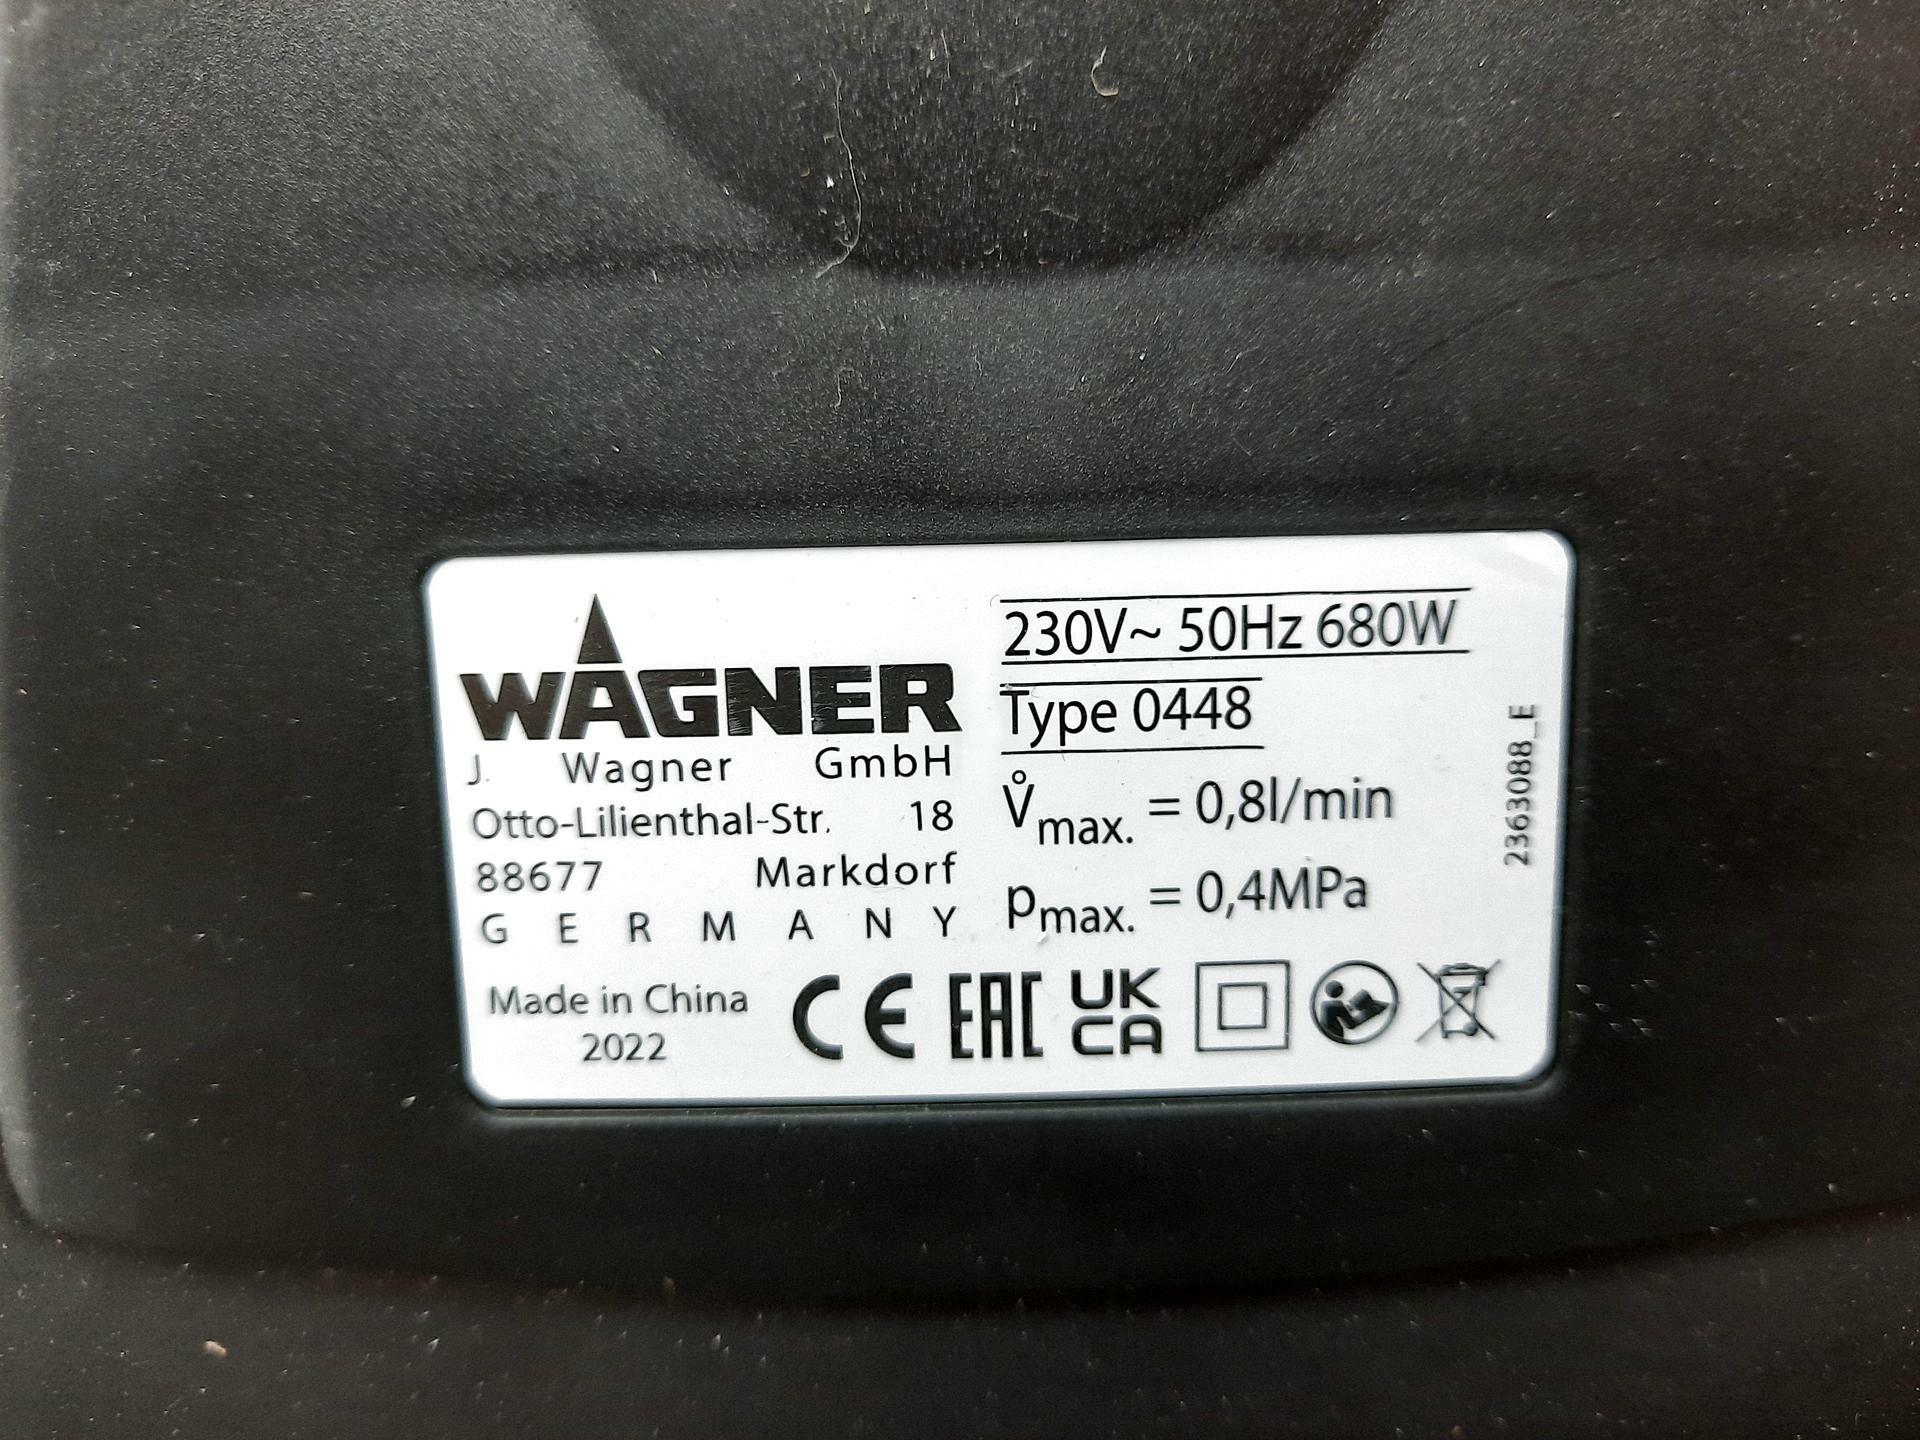 WAGNER
J. Wagner GmbH
Otto-Lilienthal-Str. 18
88677 Markdorf
GERMANY
Made in China
2022
230V~ 50Hz 680W
Type 0448
V̊max. = 0,8l/min
pmax. = 0,4MPa
CE EAC UK
CA
2363088_E